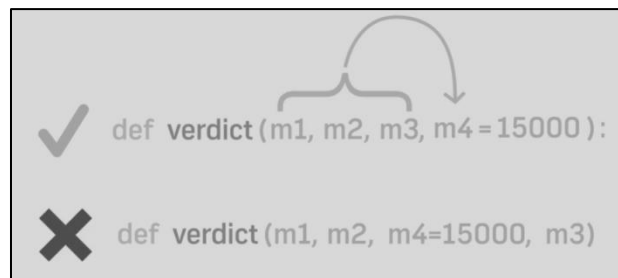 def verdict(m1, m2, m3, m4=15000):
def verdict(m1, m2, m4=15000, m3)